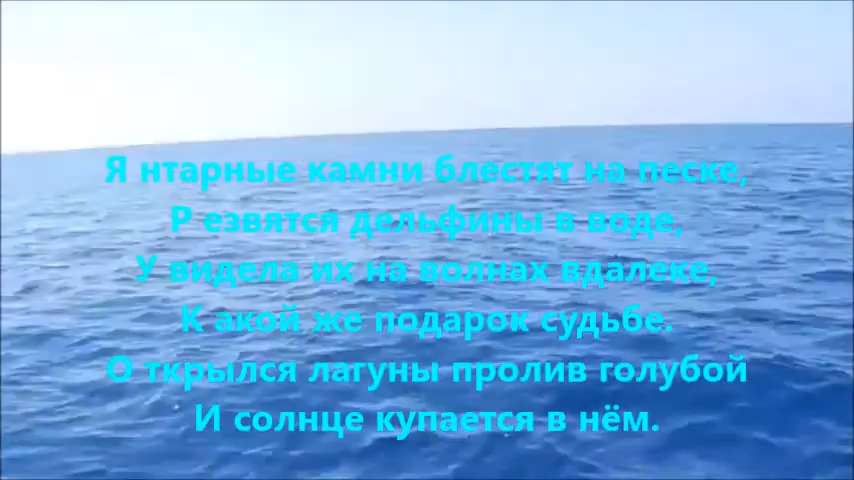 Я нтарные камни блестят на песке,
Р езвятся дельфины в воде,
У видела их на волнах вдалеке,
К акой же подарок судьбе.
О ткрылся лагуны пролив голубой
И солнце купается в нём.